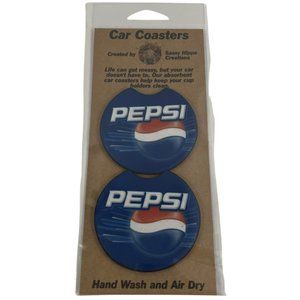 Car Coasters
Created by Sassy Hippo
Creations
Life can get messy, but your car
doesn't have to. Our absorbent
car coasters help keep your cup
holders clean.
PEPSI
PEPSI
Hand Wash and Air Dry